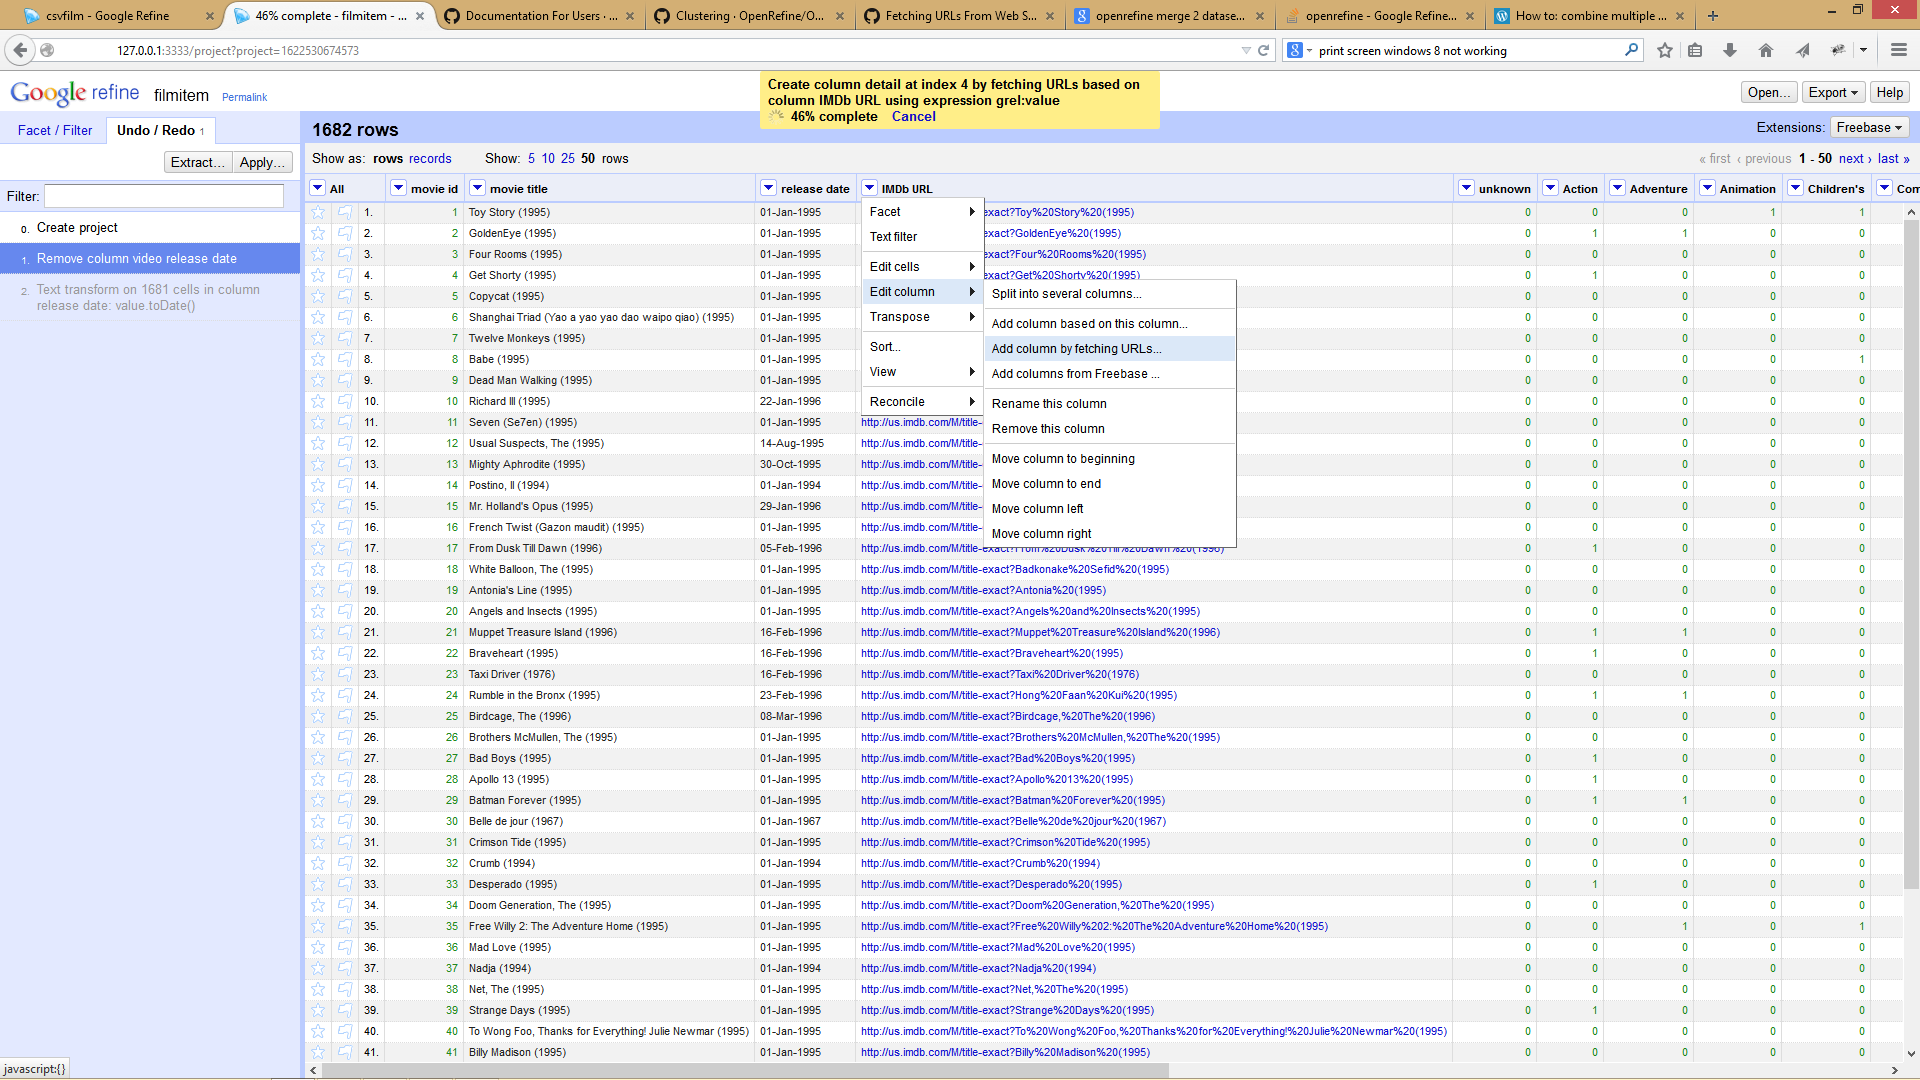 csvfilm - Google Refine
46% complete - filmitem - ...
Documentation For Users · ...
Clustering · OpenRefine/O...
Fetching URLs From Web S...
openrefine merge 2 datase...
openrefine - Google Refine...
How to: combine multiple ...
127.0.0.1:3333/project?project=1622530674573
print screen windows 8 not working
Google refine filmitem Permalink
Create column detail at index 4 by fetching URLs based on
column IMDb URL using expression grel:value
46% complete Cancel
Open... Export Help
Facet / Filter Undo / Redo 1
1682 rows
Extensions: Freebase
Extract... Apply...
Show as: rows records Show: 5 10 25 50 rows
« first ‹ previous 1 - 50 next › last »
Filter:
0. Create project
1. Remove column video release date
2. Text transform on 1681 cells in column
release date: value.toDate()
All movie id movie title release date IMDb URL unknown Action Adventure Animation Children's Com
1. 1 Toy Story (1995) 01-Jan-1995 exact?Toy%20Story%20(1995) 0 0 0 1 1
2. 2 GoldenEye (1995) 01-Jan-1995 exact?GoldenEye%20(1995) 0 1 1 0 0
3. 3 Four Rooms (1995) 01-Jan-1995 exact?Four%20Rooms%20(1995) 0 0 0 0 0
4. 4 Get Shorty (1995) 01-Jan-1995 exact?Get%20Shorty%20(1995) 0 1 0 0 0
5. 5 Copycat (1995) 01-Jan-1995 0 0 0 0
6. 6 Shanghai Triad (Yao a yao yao dao waipo qiao) (1995) 01-Jan-1995 0 0 0 0 0
7. 7 Twelve Monkeys (1995) 01-Jan-1995 0 0 0 0 0
8. 8 Babe (1995) 01-Jan-1995 0 0 0 0 1
9. 9 Dead Man Walking (1995) 01-Jan-1995 0 0 0 0 0
10. 10 Richard III (1995) 22-Jan-1996 0 0 0 0 0
11. 11 Seven (Se7en) (1995) 01-Jan-1995 http://us.imdb.com/M/title- 0 0 0 0 0
12. 12 Usual Suspects, The (1995) 14-Aug-1995 http://us.imdb.com/M/title- 0 0 0 0 0
13. 13 Mighty Aphrodite (1995) 30-Oct-1995 http://us.imdb.com/M/title- 0 0 0 0 0
14. 14 Postino, Il (1994) 01-Jan-1994 http://us.imdb.com/M/title- 0 0 0 0 0
15. 15 Mr. Holland's Opus (1995) 29-Jan-1996 http://us.imdb.com/M/title- 0 0 0 0 0
16. 16 French Twist (Gazon maudit) (1995) 01-Jan-1995 http://us.imdb.com/M/title- 0 0 0 0 0
17. 17 From Dusk Till Dawn (1996) 05-Feb-1996 http://us.imdb.com/M/title-exact?From%20Dusk%20Till%20Dawn%20(1996) 0 1 0 0 0
18. 18 White Balloon, The (1995) 01-Jan-1995 http://us.imdb.com/M/title-exact?Badkonake%20Sefid%20(1995) 0 0 0 0 0
19. 19 Antonia's Line (1995) 01-Jan-1995 http://us.imdb.com/M/title-exact?Antonia%20(1995) 0 0 0 0 0
20. 20 Angels and Insects (1995) 01-Jan-1995 http://us.imdb.com/M/title-exact?Angels%20and%20Insects%20(1995) 0 0 0 0 0
21. 21 Muppet Treasure Island (1996) 16-Feb-1996 http://us.imdb.com/M/title-exact?Muppet%20Treasure%20Island%20(1996) 0 1 1 0 0
22. 22 Braveheart (1995) 16-Feb-1996 http://us.imdb.com/M/title-exact?Braveheart%20(1995) 0 1 0 0 0
23. 23 Taxi Driver (1976) 16-Feb-1996 http://us.imdb.com/M/title-exact?Taxi%20Driver%20(1976) 0 0 0 0 0
24. 24 Rumble in the Bronx (1995) 23-Feb-1996 http://us.imdb.com/M/title-exact?Hong%20Faan%20Kui%20(1995) 0 1 1 0 0
25. 25 Birdcage, The (1996) 08-Mar-1996 http://us.imdb.com/M/title-exact?Birdcage,%20The%20(1996) 0 0 0 0 0
26. 26 Brothers McMullen, The (1995) 01-Jan-1995 http://us.imdb.com/M/title-exact?Brothers%20McMullen,%20The%20(1995) 0 0 0 0 0
27. 27 Bad Boys (1995) 01-Jan-1995 http://us.imdb.com/M/title-exact?Bad%20Boys%20(1995) 0 1 0 0 0
28. 28 Apollo 13 (1995) 01-Jan-1995 http://us.imdb.com/M/title-exact?Apollo%2013%20(1995) 0 1 0 0 0
29. 29 Batman Forever (1995) 01-Jan-1995 http://us.imdb.com/M/title-exact?Batman%20Forever%20(1995) 0 1 1 0 0
30. 30 Belle de jour (1967) 01-Jan-1967 http://us.imdb.com/M/title-exact?Belle%20de%20jour%20(1967) 0 0 0 0 0
31. 31 Crimson Tide (1995) 01-Jan-1995 http://us.imdb.com/M/title-exact?Crimson%20Tide%20(1995) 0 0 0 0 0
32. 32 Crumb (1994) 01-Jan-1994 http://us.imdb.com/M/title-exact?Crumb%20(1994) 0 0 0 0 0
33. 33 Desperado (1995) 01-Jan-1995 http://us.imdb.com/M/title-exact?Desperado%20(1995) 0 1 0 0 0
34. 34 Doom Generation, The (1995) 01-Jan-1995 http://us.imdb.com/M/title-exact?Doom%20Generation,%20The%20(1995) 0 0 0 0 0
35. 35 Free Willy 2: The Adventure Home (1995) 01-Jan-1995 http://us.imdb.com/M/title-exact?Free%20Willy%202:%20The%20Adventure%20Home%20(1995) 0 0 1 0 1
36. 36 Mad Love (1995) 01-Jan-1995 http://us.imdb.com/M/title-exact?Mad%20Love%20(1995) 0 0 0 0 0
37. 37 Nadja (1994) 01-Jan-1994 http://us.imdb.com/M/title-exact?Nadja%20(1994) 0 0 0 0 0
38. 38 Net, The (1995) 01-Jan-1995 http://us.imdb.com/M/title-exact?Net,%20The%20(1995) 0 0 0 0 0
39. 39 Strange Days (1995) 01-Jan-1995 http://us.imdb.com/M/title-exact?Strange%20Days%20(1995) 0 1 0 0 0
40. 40 To Wong Foo, Thanks for Everything! Julie Newmar (1995) 01-Jan-1995 http://us.imdb.com/M/title-exact?To%20Wong%20Foo,%20Thanks%20for%20Everything!%20Julie%20Newmar%20(1995) 0 0 0 0 0
41. 41 Billy Madison (1995) 01-Jan-1995 http://us.imdb.com/M/title-exact?Billy%20Madison%20(1995) 0 0 0 0 0
Facet
Text filter
Edit cells
Edit column
Transpose
Sort...
View
Reconcile
Split into several columns...
Add column based on this column...
Add column by fetching URLs...
Add columns from Freebase ...
Rename this column
Remove this column
Move column to beginning
Move column to end
Move column left
Move column right
javascript:{}